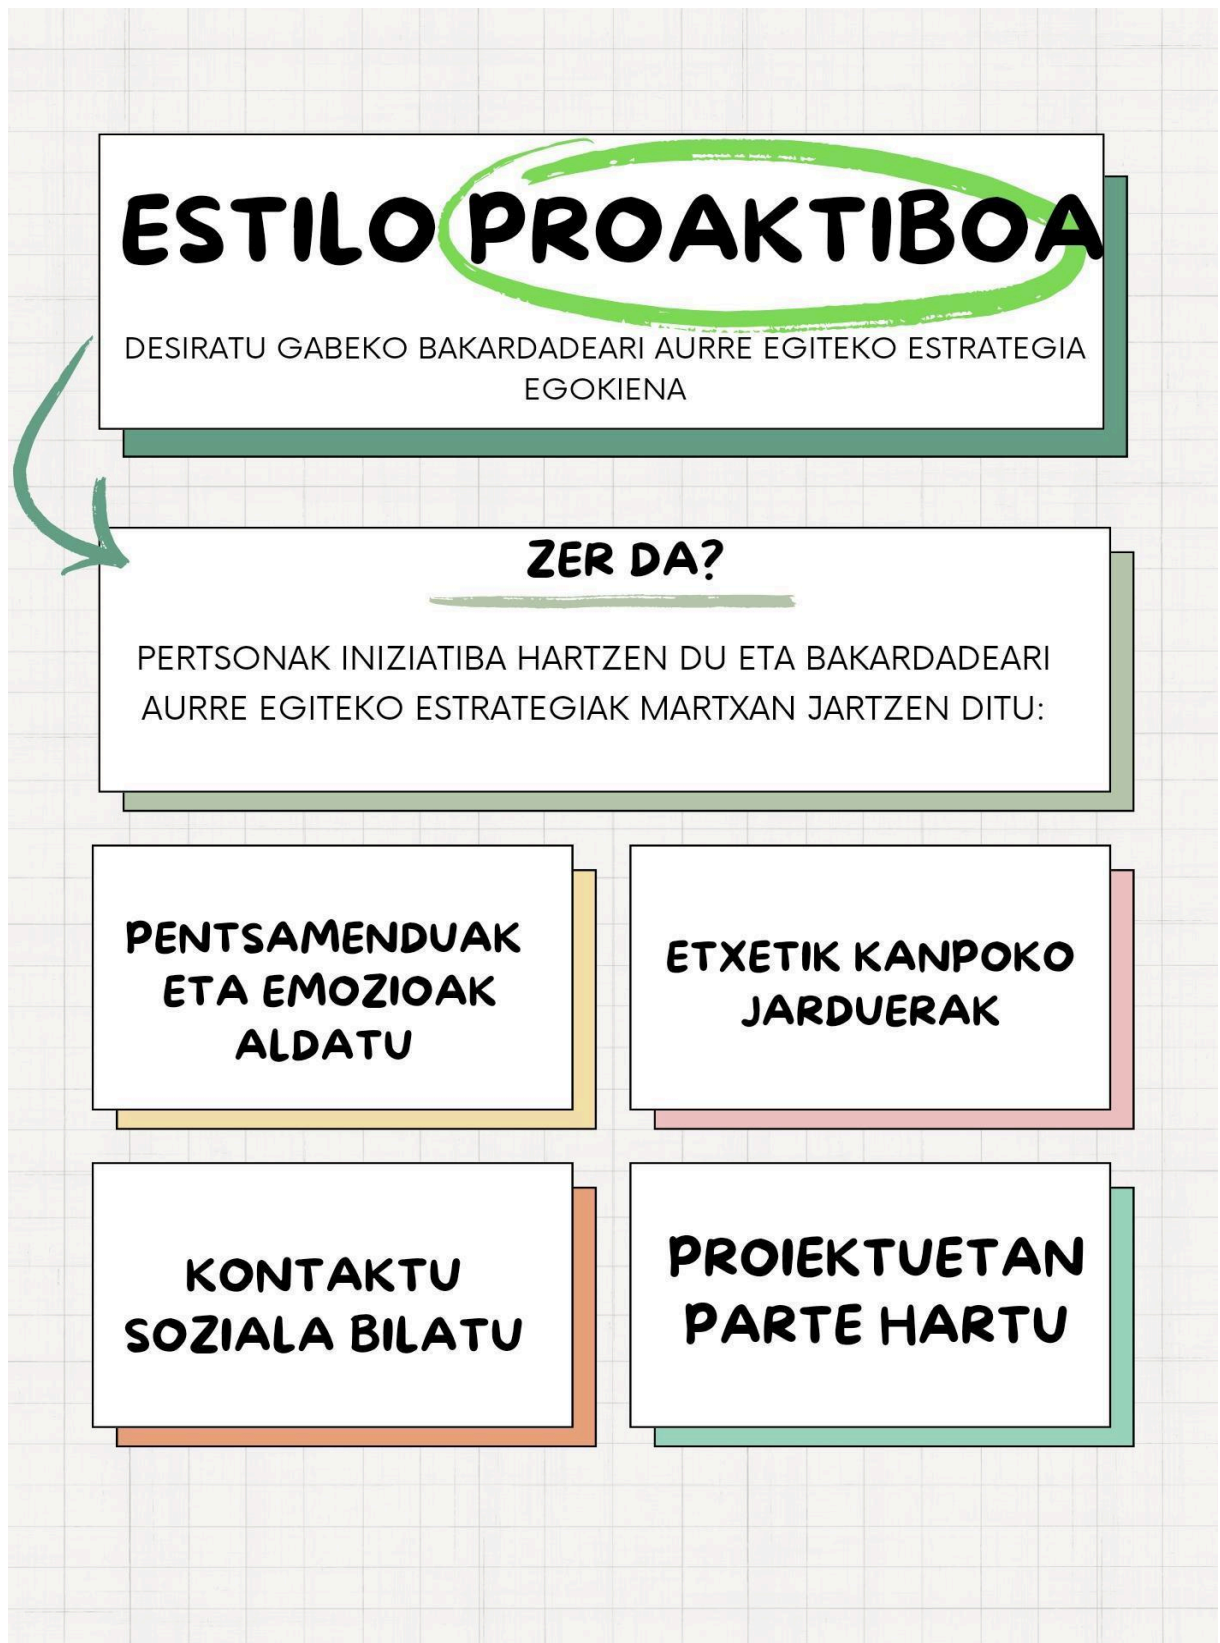 ESTILO PROAKTIBOA
DESIRATU GABEKO BAKARDADEARI AURRE EGITEKO ESTRATEGIA
EGOKIENA
ZER DA?
PERTSONAK INIZIATIBA HARTZEN DU ETA BAKARDADEARI
AURRE EGITEKO ESTRATEGIAK MARTXAN JARTZEN DITU:
PENTSAMENDUAK
ETA EMOZIOAK
ALDATU
ETXETIK KANPOKO
JARDUERAK
KONTAKTU
SOZIALA BILATU
PROIEKTUETAN
PARTE HARTU